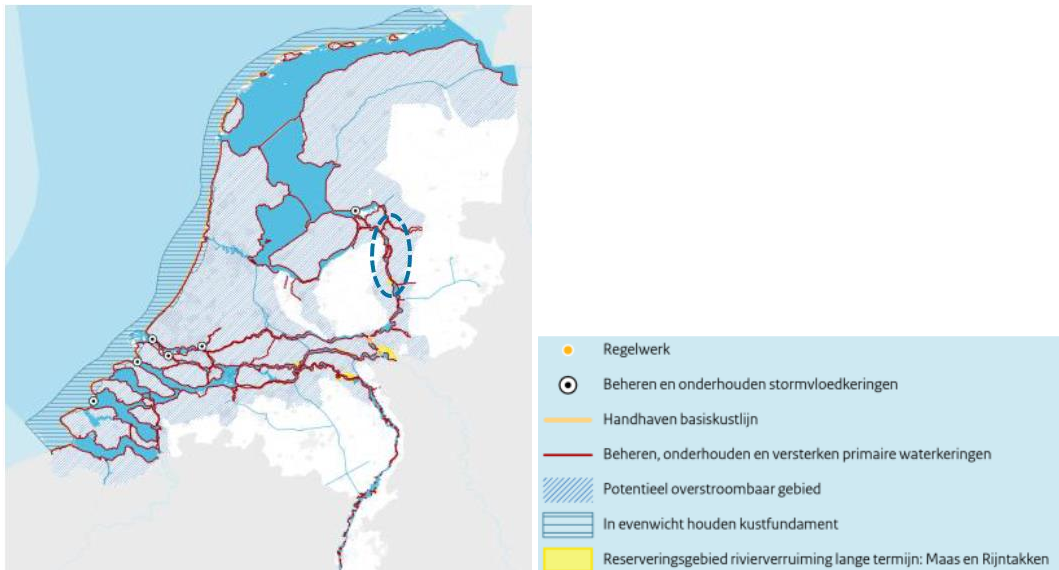 Regelwerk
Beheren en onderhouden stormvloedkeringen
Handhaven basiskustlijn
Beheren, onderhouden en versterken primaire waterkeringen
Potentieel overstroombaar gebied
In evenwicht houden kustfundament
Reserveringsgebied rivierverruiming lange termijn: Maas en Rijntakken